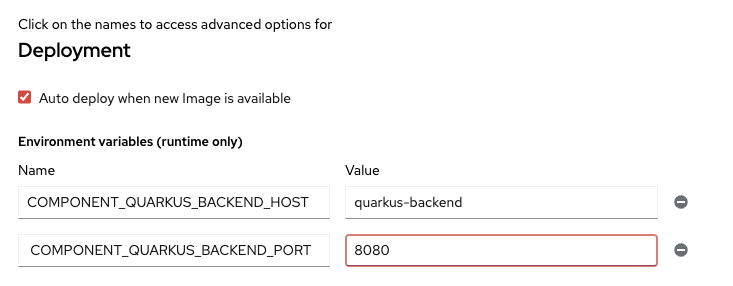 Click on the names to access advanced options for
Deployment
Auto deploy when new Image is available
Environment variables (runtime only)
Name Value
COMPONENT_QUARKUS_BACKEND_HOST quarkus-backend
COMPONENT_QUARKUS_BACKEND_PORT 8080